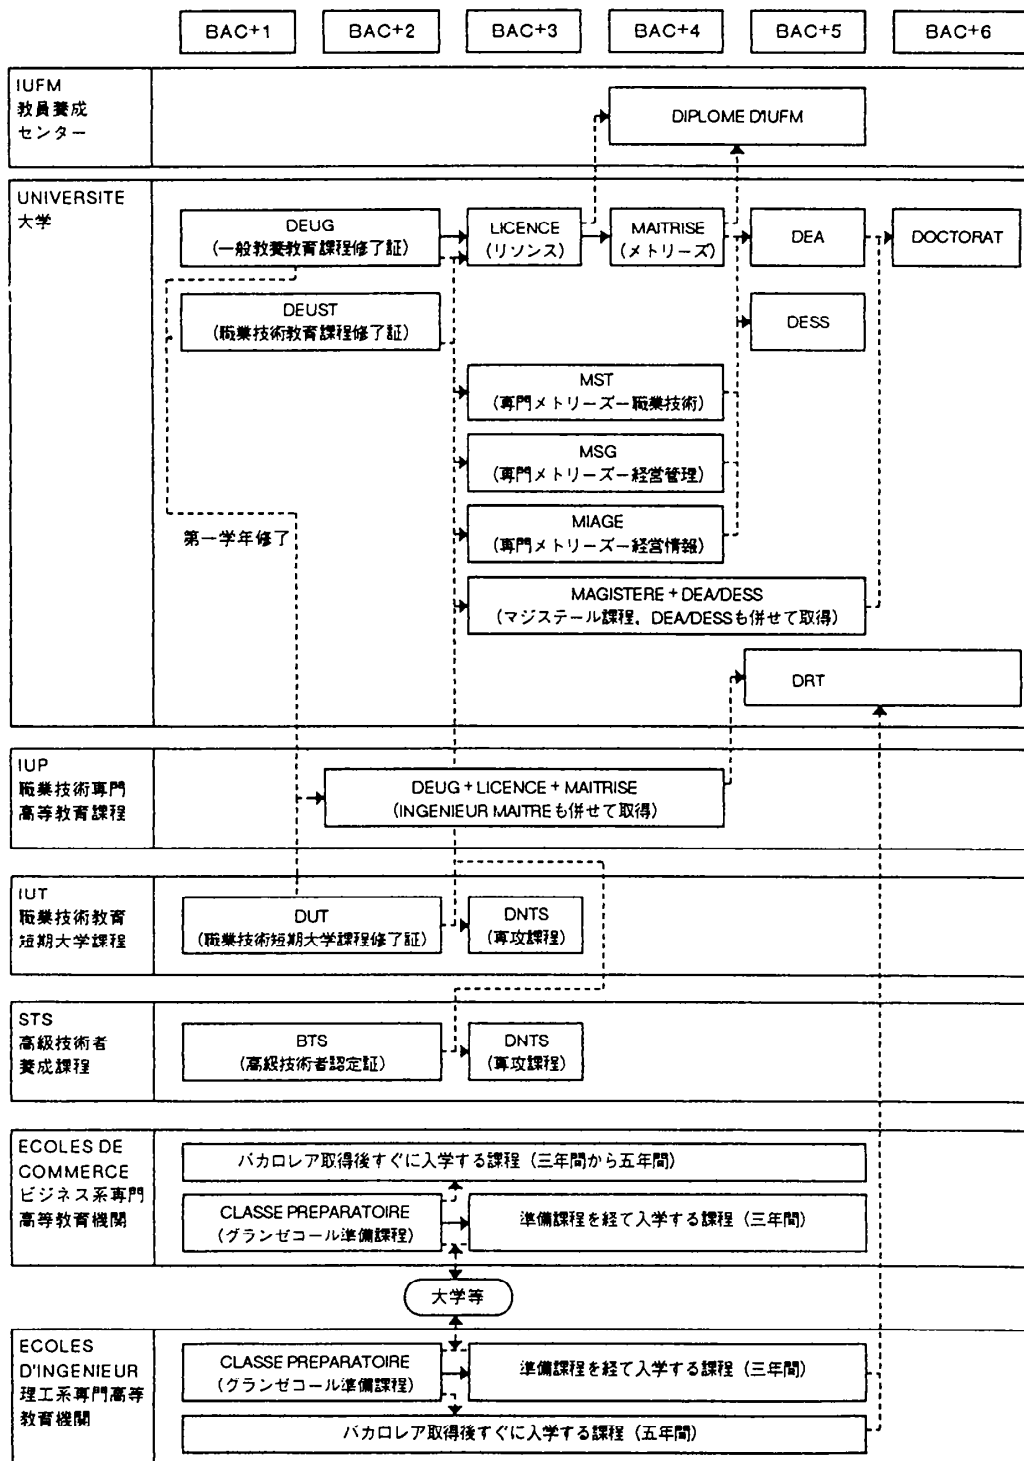 BAC+1 BAC+2 BAC+3 BAC+4 BAC+5 BAC+6
IUFM
教員養成
センター
DIPLOME D'IUFM
UNIVERSITE
大学
DEUG
(一般教養教育課程修了証)
LICENCE
(リソンス)
MAITRISE
(メトリーズ)
DEA
DOCTORAT
DEUST
(職業技術教育課程修了証)
DESS
MST
(専門メトリーズー職業技術)
MSG
(専門メトリーズー経営管理)
MIAGE
(専門メトリーズー経営情報)
第一学年修了
MAGISTERE + DEA/DESS
(マジステール課程, DEA/DESSも併せて取得)
DRT
IUP
職業技術専門
高等教育課程
DEUG + LICENCE + MAITRISE
(INGENIEUR MAITREも併せて取得)
IUT
職業技術教育
短期大学課程
DUT
(職業技術短期大学課程修了証)
DNTS
(専攻課程)
STS
高級技術者
養成課程
BTS
(高級技術者認定証)
DNTS
(専攻課程)
ECOLES DE
COMMERCE
ビジネス系専門
高等教育機関
バカロレア取得後すぐに入学する課程 (三年間から五年間)
CLASSE PREPARATOIRE
(グランゼコール準備課程)
準備課程を経て入学する課程 (三年間)
大学等
ECOLES
D'INGENIEUR
理工系専門高等
教育機関
CLASSE PREPARATOIRE
(グランゼコール準備課程)
準備課程を経て入学する課程 (三年間)
バカロレア取得後すぐに入学する課程 (五年間)